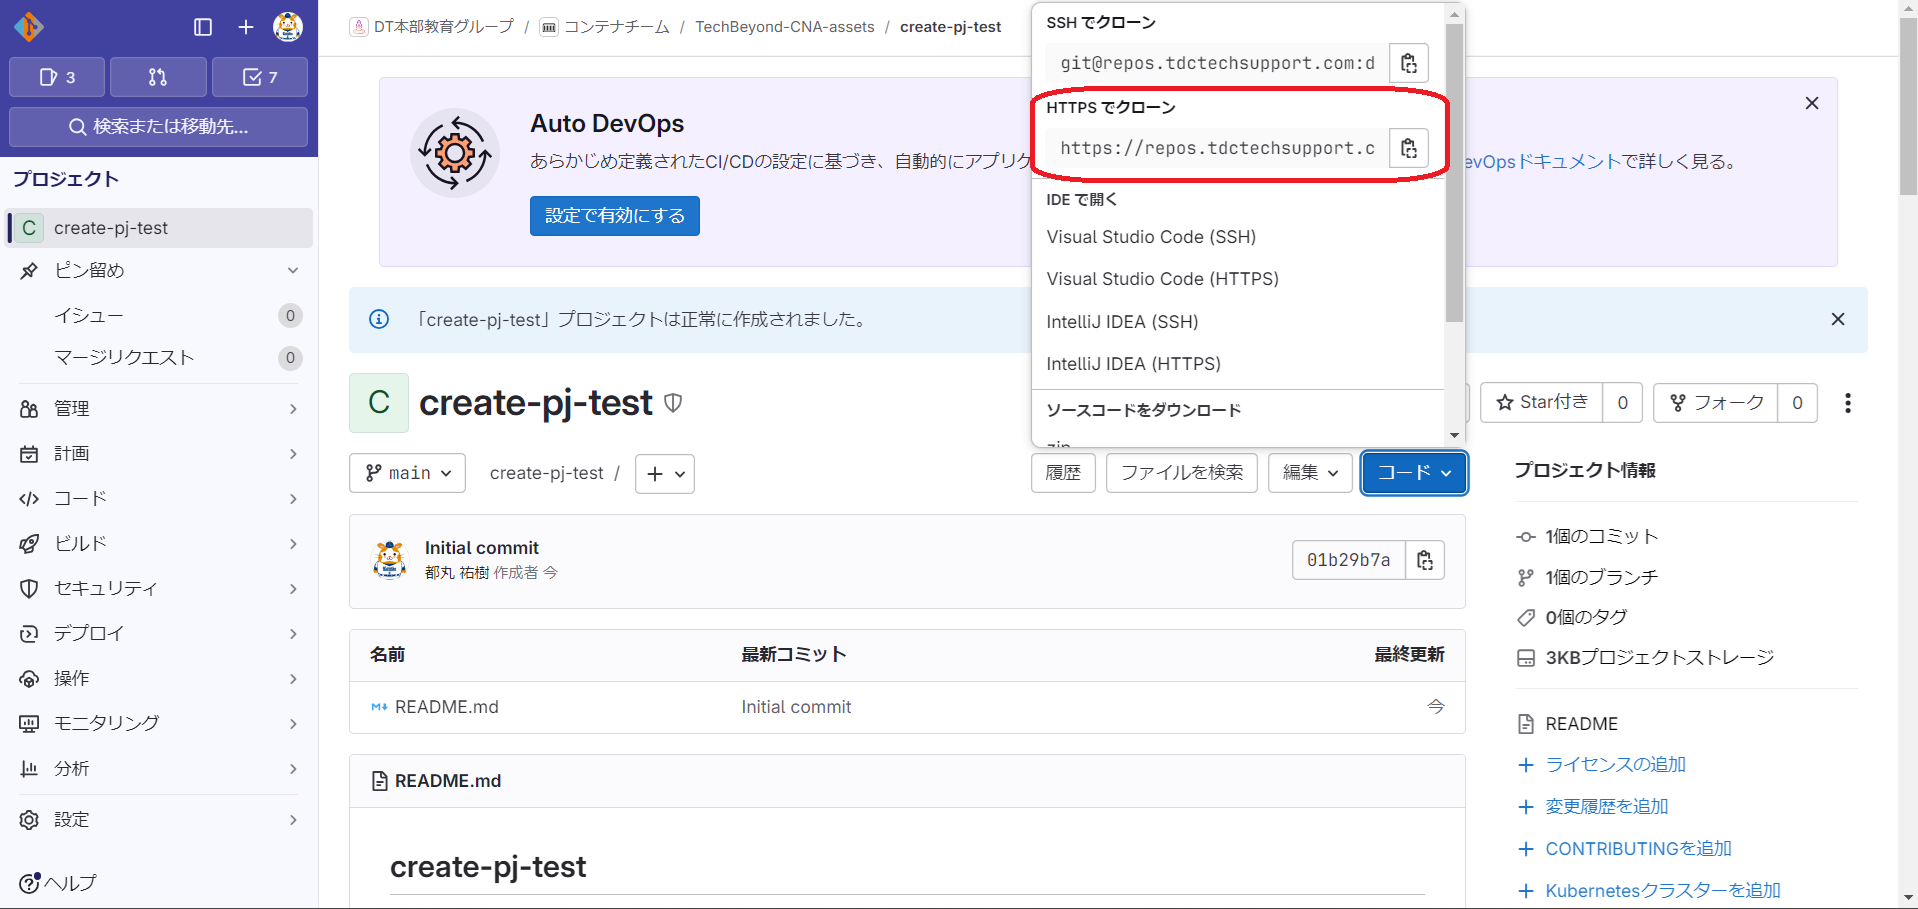 3
7
検索または移動先...
プロジェクト
C create-pj-test
ピン留め
イシュー 0
マージリクエスト 0
管理
計画
コード
ビルド
セキュリティ
デプロイ
操作
モニタリング
分析
設定
ヘルプ
DT本部教育グループ / コンテナチーム / TechBeyond-CNA-assets / create-pj-test
Auto DevOps
あらかじめ定義されたCI/CDの設定に基づき、自動的にアプリケ
evOpsドキュメントで詳しく見る。
設定で有効にする
「create-pj-test」プロジェクトは正常に作成されました。
SSH でクローン
git@repos.tdctechsupport.com:d
HTTPS でクローン
https://repos.tdctechsupport.c
IDE で開く
Visual Studio Code (SSH)
Visual Studio Code (HTTPS)
IntelliJ IDEA (SSH)
IntelliJ IDEA (HTTPS)
ソースコードをダウンロード
zip
C create-pj-test
Star付き 0
フォーク 0
main
create-pj-test /
履歴
ファイルを検索
編集
コード
Initial commit
都丸 祐樹 作成者 今
01b29b7a
名前 最新コミット 最終更新
README.md Initial commit 今
README.md
create-pj-test
プロジェクト情報
1個のコミット
1個のブランチ
0個のタグ
3KBプロジェクトストレージ
README
ライセンスの追加
変更履歴を追加
CONTRIBUTINGを追加
Kubernetesクラスターを追加